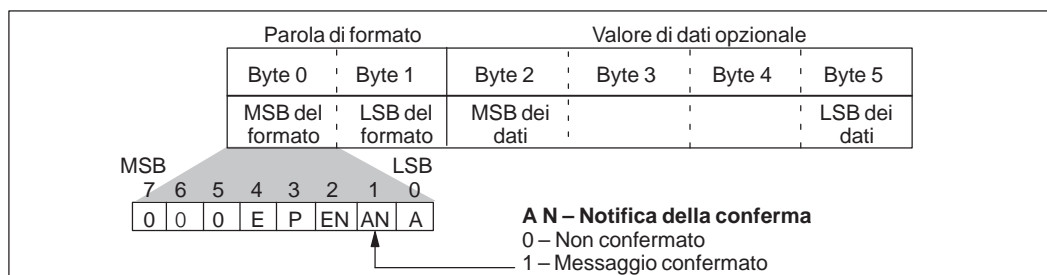 Parola di formato Valore di dati opzionale
Byte 0 Byte 1 Byte 2 Byte 3 Byte 4 Byte 5
MSB del formato LSB del formato MSB dei dati LSB dei dati
MSB LSB
7 6 5 4 3 2 1 0
0 0 0 E P EN AN A
A N – Notifica della conferma
0 – Non confermato
1 – Messaggio confermato